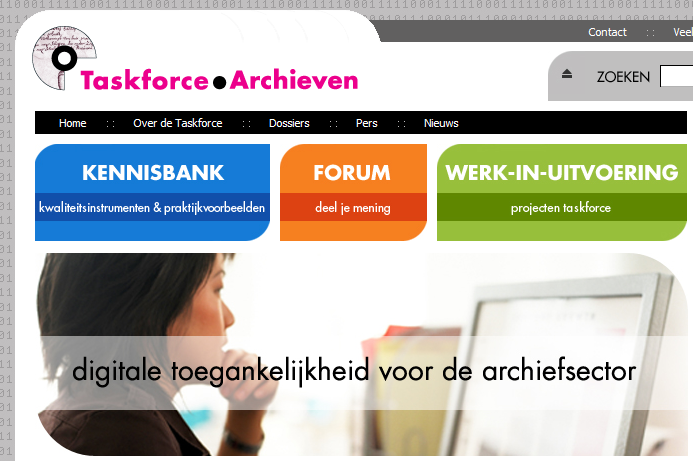 Contact : :
Taskforce Archieven
ZOEKEN
Home : : Over de Taskforce : : Dossiers : : Pers : : Nieuws
KENNISBANK
kwaliteitsinstrumenten & praktijkvoorbeelden
FORUM
deel je mening
WERK-IN-UITVOERING
projecten taskforce
digitale toegankelijkheid voor de archiefsector